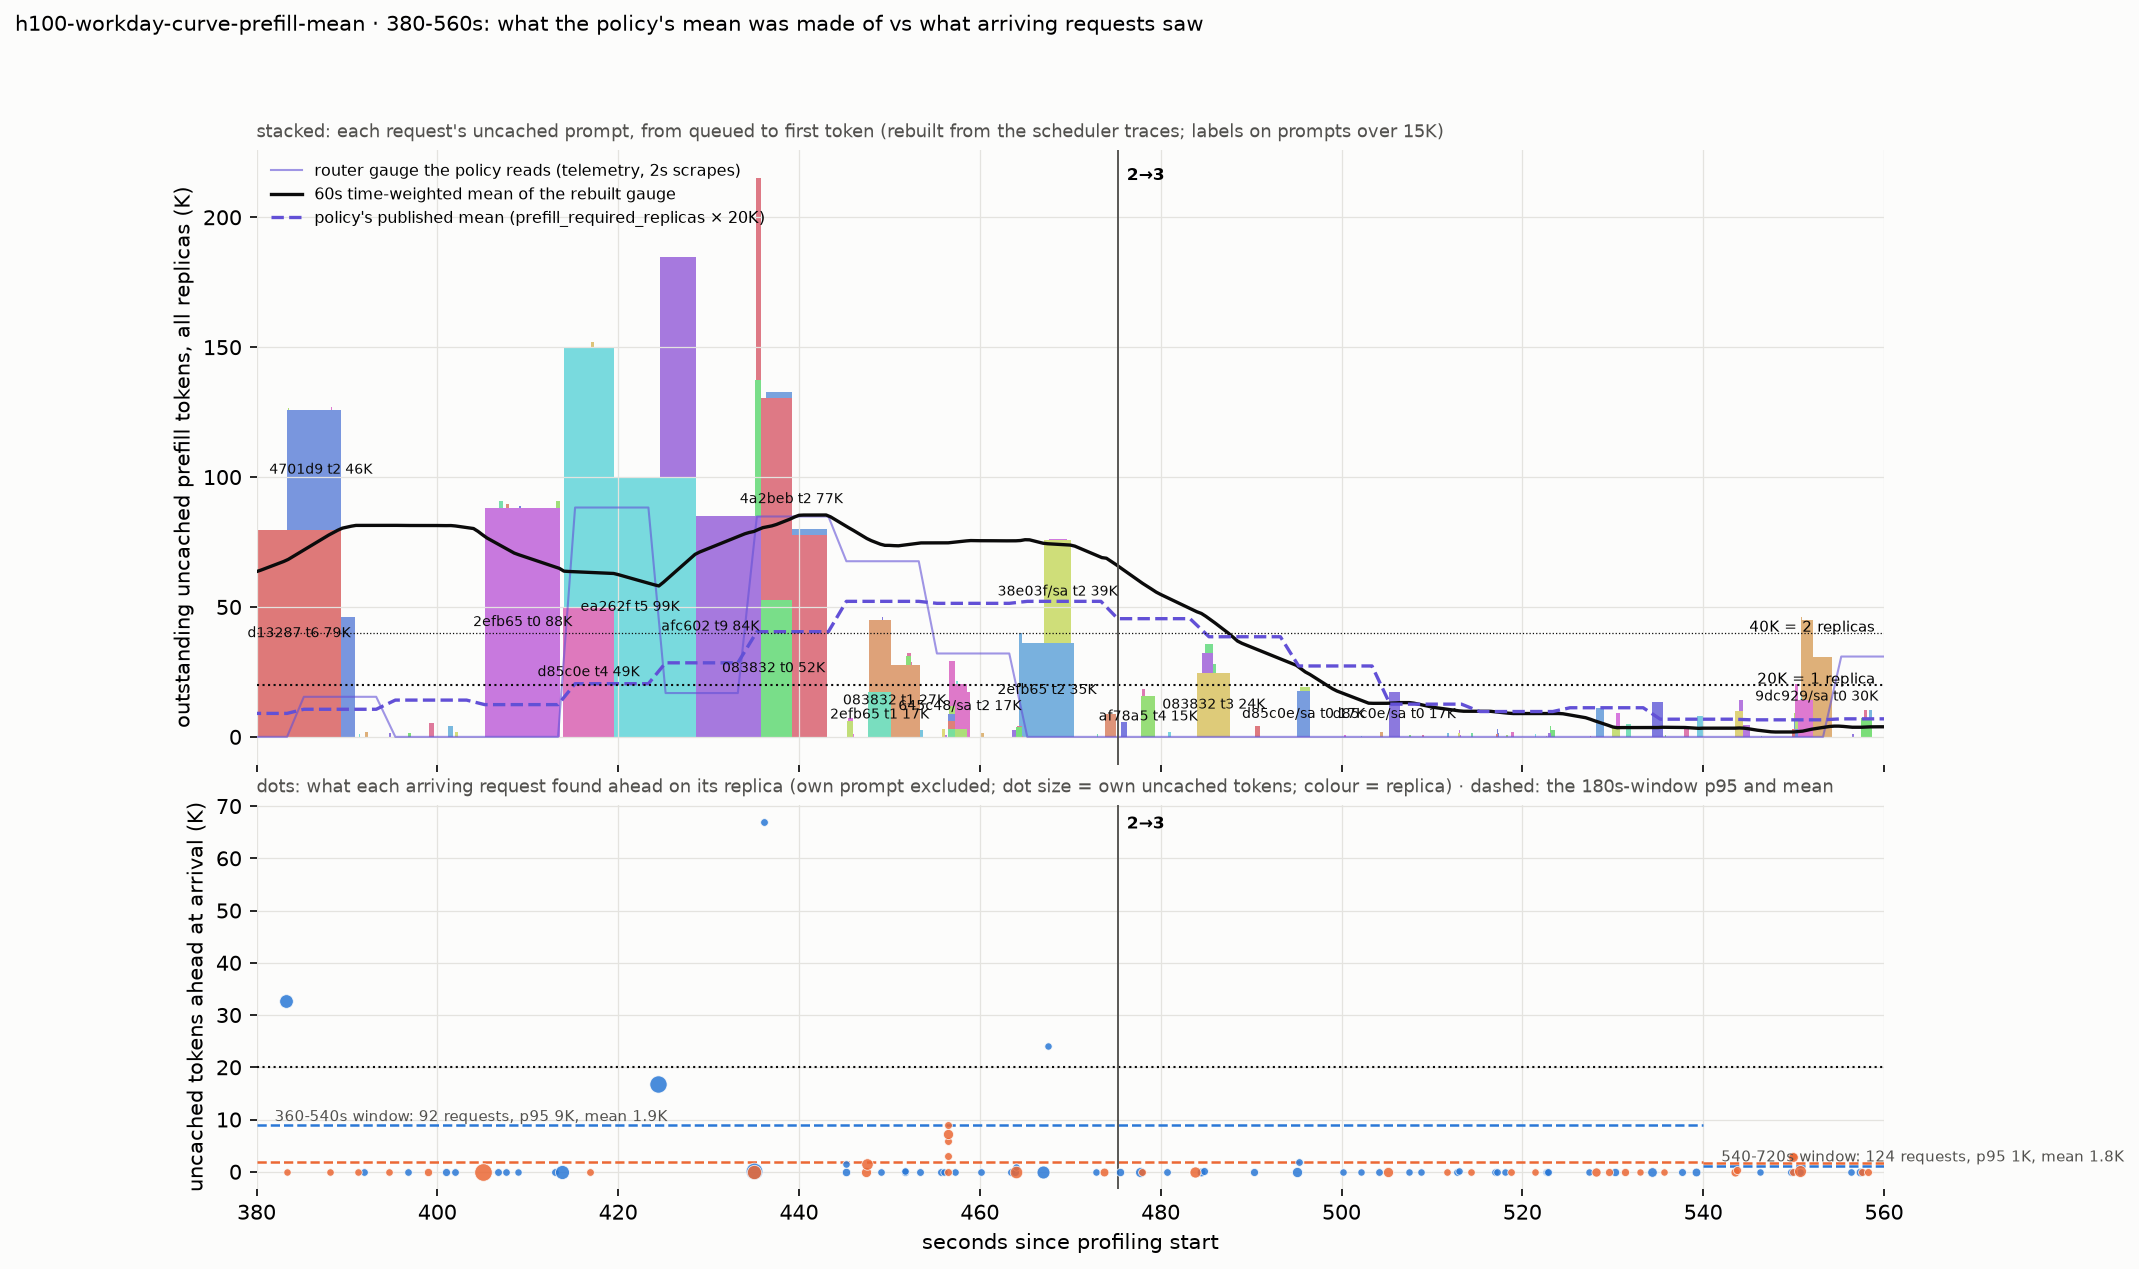 h100-workday-curve-prefill-mean · 380-560s: what the policy's mean was made of vs what arriving requests saw
stacked: each request's uncached prompt, from queued to first token (rebuilt from the scheduler traces; labels on prompts over 15K)
outstanding uncached prefill tokens, all replicas (K)
200
150
100
50
0
router gauge the policy reads (telemetry, 2s scrapes)
60s time-weighted mean of the rebuilt gauge
policy's published mean (prefill_required_replicas × 20K)
2→3
4701d9 t2 46K
4a2beb t2 77K
ea262f t5 99K
38e03f/sa t2 39K
2efb65 t0 88K
afc602 t9 84K
d13287 t6 79K
40K = 2 replicas
d85c0e t4 49K
083832 t0 52K
20K = 1 replica
2efb65 t2 35K
083832 t1 27K
9dc929/sa t0 30K
083832 t3 24K
2efb65 t1 17K
af78a5 t4 15K
d85c0e/sa t0 17K
dots: what each arriving request found ahead on its replica (own prompt excluded; dot size = own uncached tokens; colour = replica) · dashed: the 180s-window p95 and mean
uncached tokens ahead at arrival (K)
70
60
50
40
30
20
10
0
2→3
360-540s window: 92 requests, p95 9K, mean 1.9K
540-720s window: 124 requests, p95 1K, mean 1.8K
380
400
420
440
460
480
500
520
540
560
seconds since profiling start